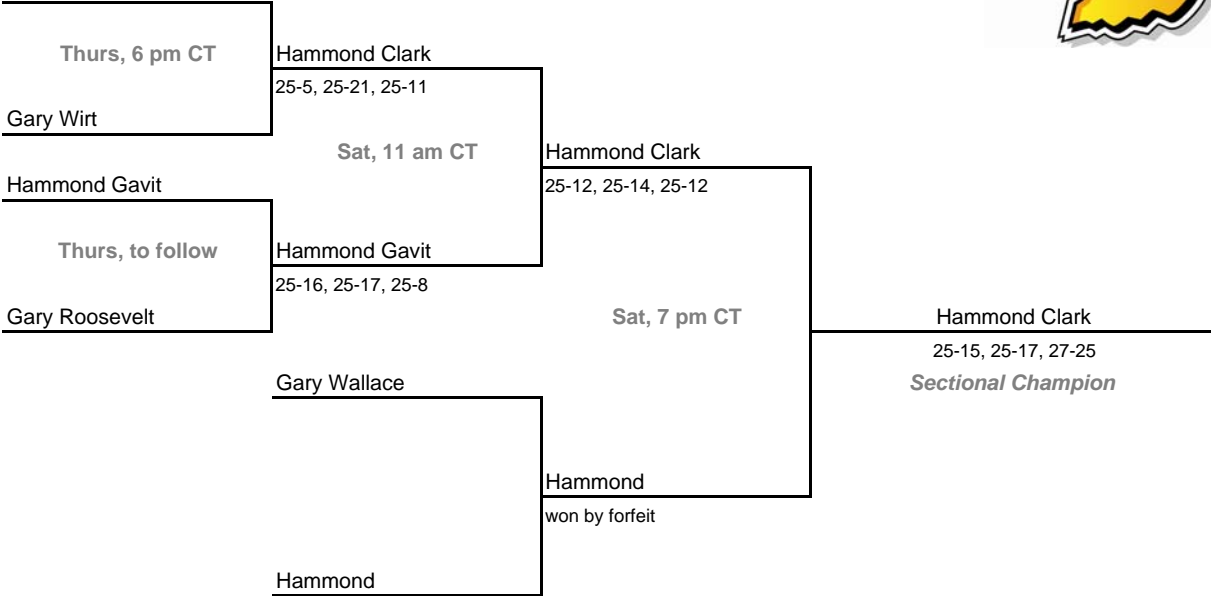 Thurs, 6 pm CT
Hammond Clark
25-5, 25-21, 25-11
Gary Wirt
Sat, 11 am CT
Hammond Clark
Hammond Gavit
25-12, 25-14, 25-12
Thurs, to follow
Hammond Gavit
25-16, 25-17, 25-8
Gary Roosevelt
Sat, 7 pm CT
Hammond Clark
25-15, 25-17, 27-25
Gary Wallace
Sectional Champion
Hammond
won by forfeit
Hammond